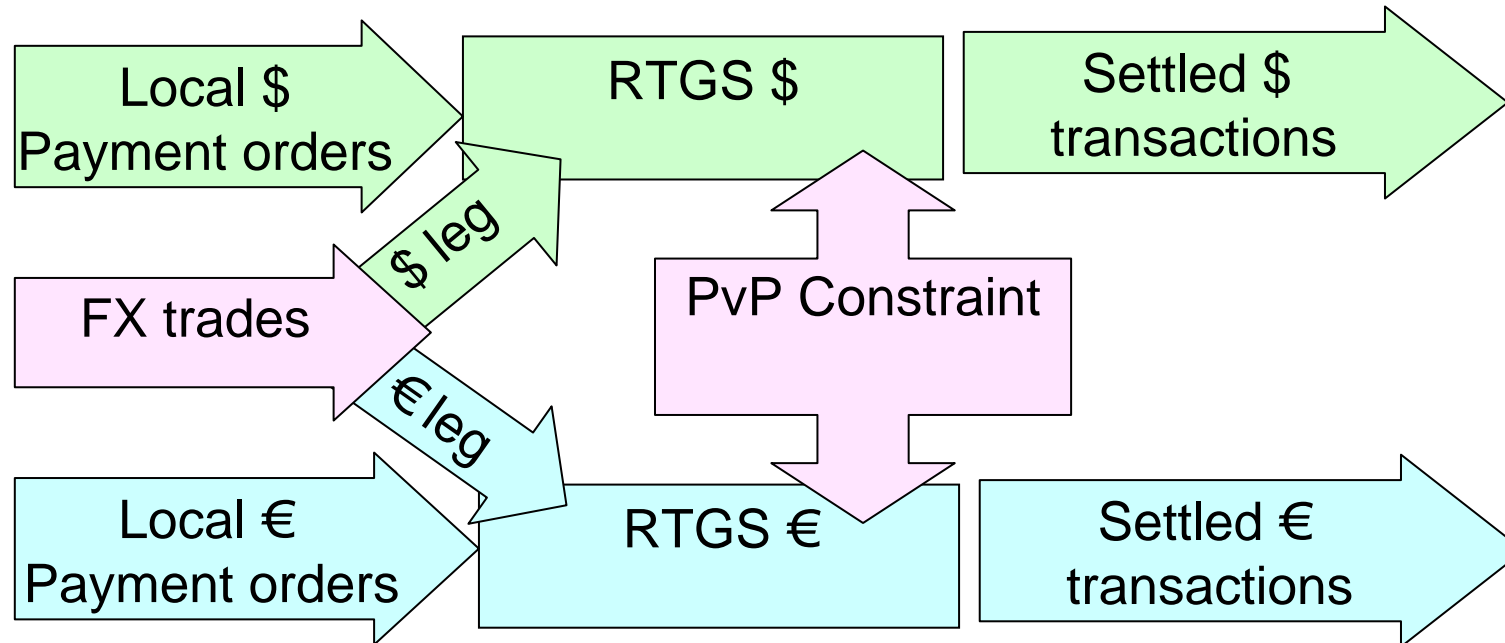 Local $
Payment orders
RTGS $
Settled $
transactions
$ leg
FX trades
PvP Constraint
€ leg
Local €
Payment orders
RTGS €
Settled €
transactions